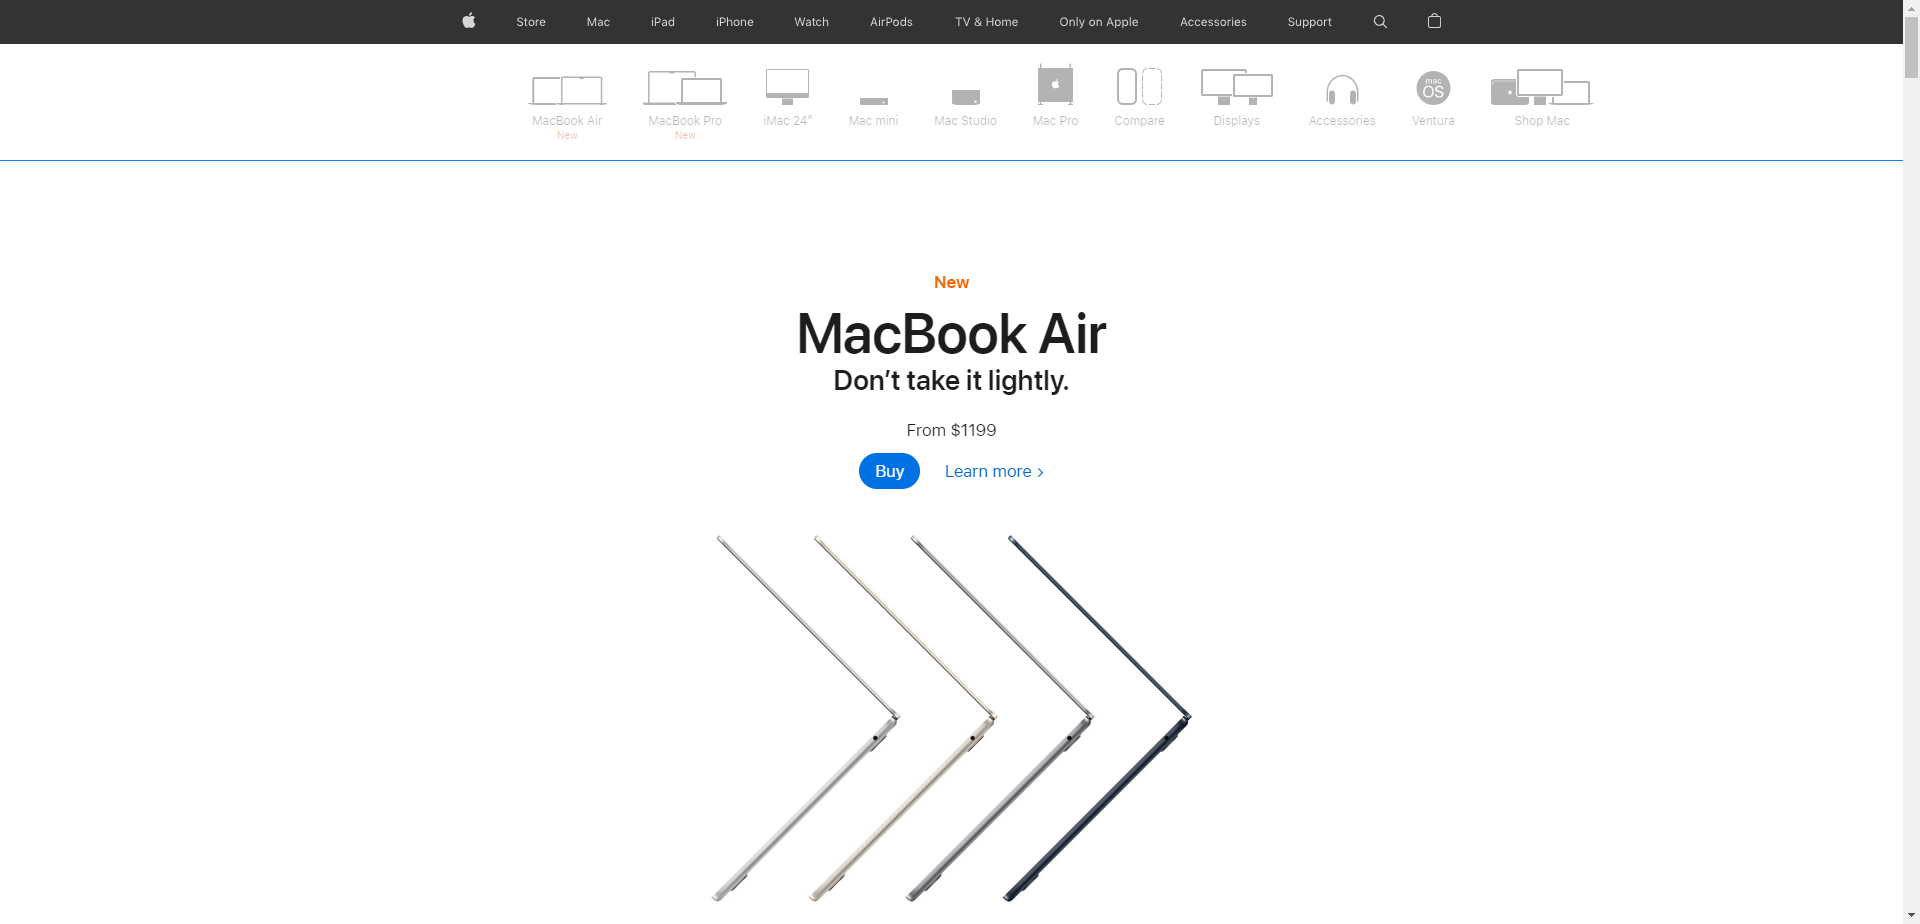 Store Mac iPad iPhone Watch AirPods TV & Home Only on Apple Accessories Support
MacBook Air
New
MacBook Pro
New
iMac 24″
Mac mini
Mac Studio
Mac Pro
Compare
Displays
Accessories
mac
OS
Ventura
Shop Mac
New
MacBook Air
Don’t take it lightly.
From $1199
Buy Learn more >